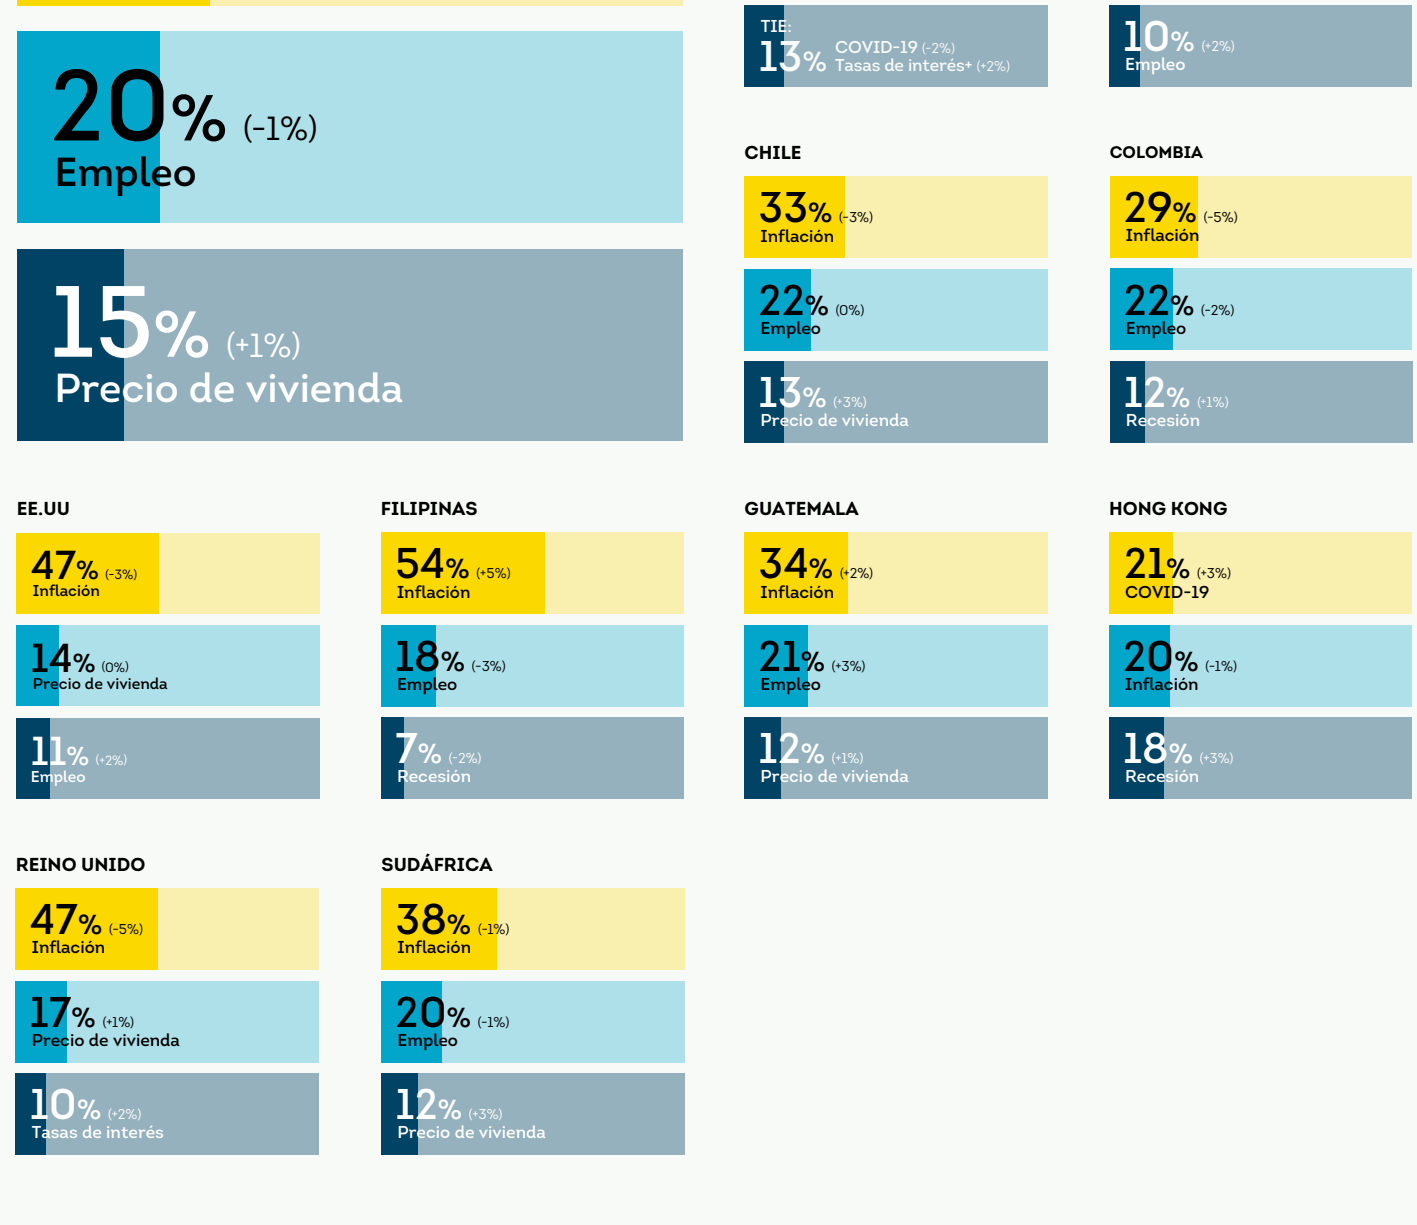 20% (-1%)
Empleo
15% (+1%)
Precio de vivienda
TIE:
13% COVID-19 (-2%)
Tasas de interés+ (+2%)
10% (+2%)
Empleo
CHILE
33% (-3%)
Inflación
22% (0%)
Empleo
13% (+3%)
Precio de vivienda
COLOMBIA
29% (-5%)
Inflación
22% (-2%)
Empleo
12% (+1%)
Recesión
EE.UU
47% (-3%)
Inflación
14% (0%)
Precio de vivienda
11% (+2%)
Empleo
FILIPINAS
54% (+5%)
Inflación
18% (-3%)
Empleo
7% (-2%)
Recesión
GUATEMALA
34% (+2%)
Inflación
21% (+3%)
Empleo
12% (+1%)
Precio de vivienda
HONG KONG
21% (+3%)
COVID-19
20% (-1%)
Inflación
18% (+3%)
Recesión
REINO UNIDO
47% (-5%)
Inflación
17% (+1%)
Precio de vivienda
10% (+2%)
Tasas de interés
SUDÁFRICA
38% (-1%)
Inflación
20% (-1%)
Empleo
12% (+3%)
Precio de vivienda